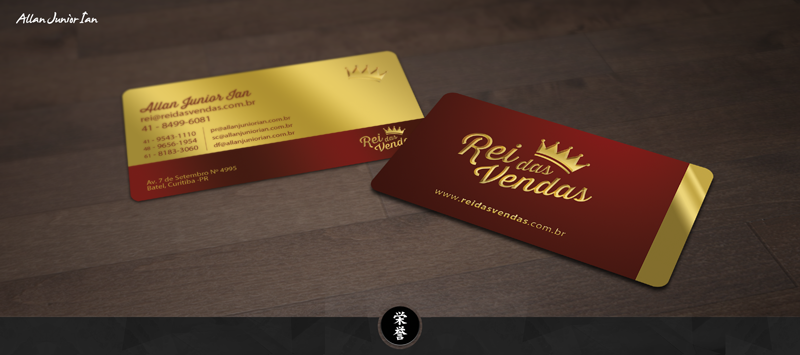 Allan Junior Ian
Allan Junior Ian
rei@reidasvendas.com.br
41 - 8499-6081
41 - 9543-1110
9656-1954
8183-3060
pr@allanjuniorian.com.br
sc@allanjuniorian.com.br
df@allanjuniorian.com.br
Av. 7 de Setembro Nº 4995
Batel, Curitiba -PR
Rei das
Vendas
Rei das
Vendas
www.reidasvendas.com.br
栄
誉